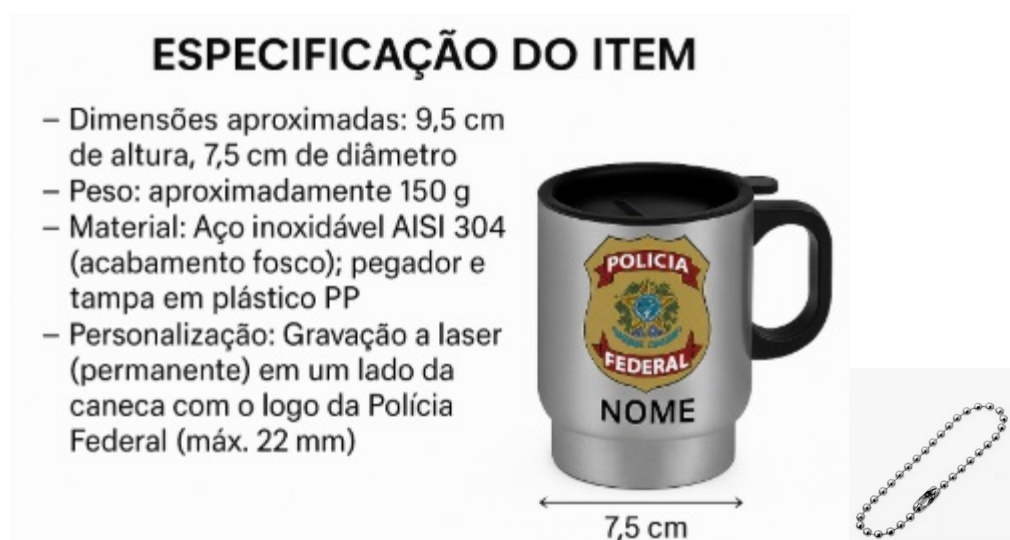 ESPECIFICAÇÃO DO ITEM
– Dimensões aproximadas: 9,5 cm
de altura, 7,5 cm de diâmetro
– Peso: aproximadamente 150 g
– Material: Aço inoxidável AISI 304
(acabamento fosco); pegador e
tampa em plástico PP
– Personalização: Gravação a laser
(permanente) em um lado da
caneca com o logo da Polícia
Federal (máx. 22 mm)
POLICIA
FEDERAL
NOME
7,5 cm